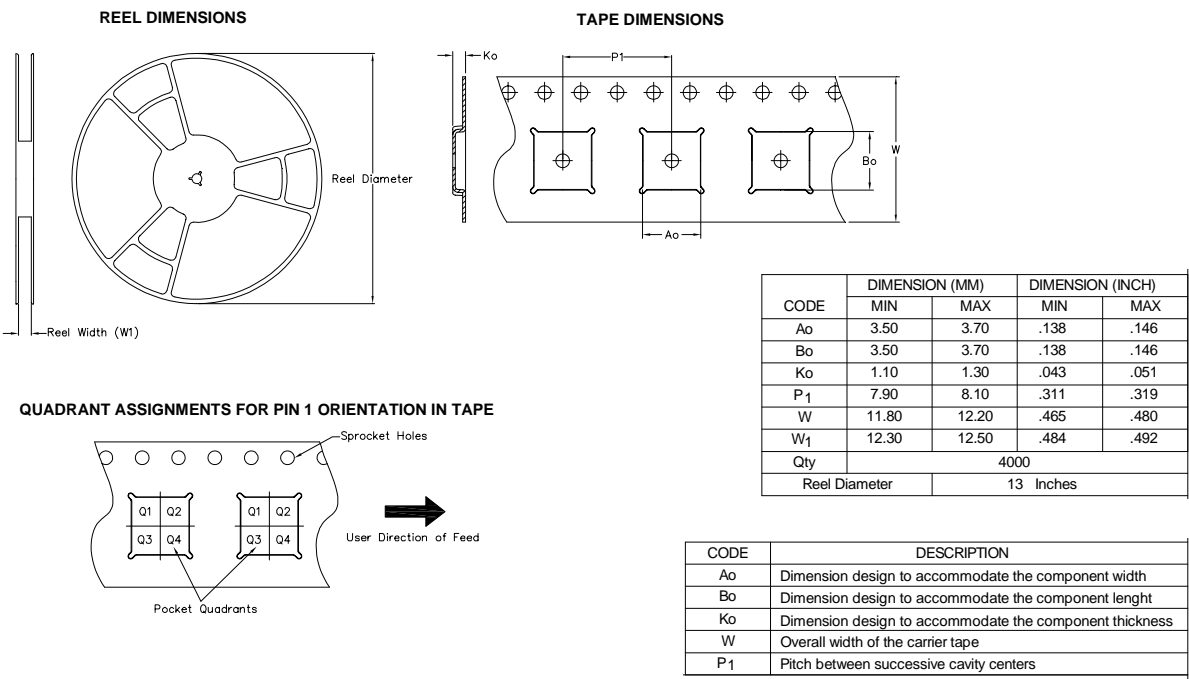 REEL DIMENSIONS
TAPE DIMENSIONS
Reel Diameter
Reel Width (W1)
Ko
P1
W
Bo
Ao
CODE DIMENSION (MM) DIMENSION (INCH)
MIN MAX MIN MAX
Ao 3.50 3.70 .138 .146
Bo 3.50 3.70 .138 .146
Ko 1.10 1.30 .043 .051
P1 7.90 8.10 .311 .319
W 11.80 12.20 .465 .480
W1 12.30 12.50 .484 .492
Qty 4000
Reel Diameter 13 Inches
QUADRANT ASSIGNMENTS FOR PIN 1 ORIENTATION IN TAPE
Sprocket Holes
Q1 Q2 Q1 Q2
Q3 Q4 Q3 Q4
User Direction of Feed
Pocket Quadrants
CODE DESCRIPTION
Ao Dimension design to accommodate the component width
Bo Dimension design to accommodate the component lenght
Ko Dimension design to accommodate the component thickness
W Overall width of the carrier tape
P1 Pitch between successive cavity centers